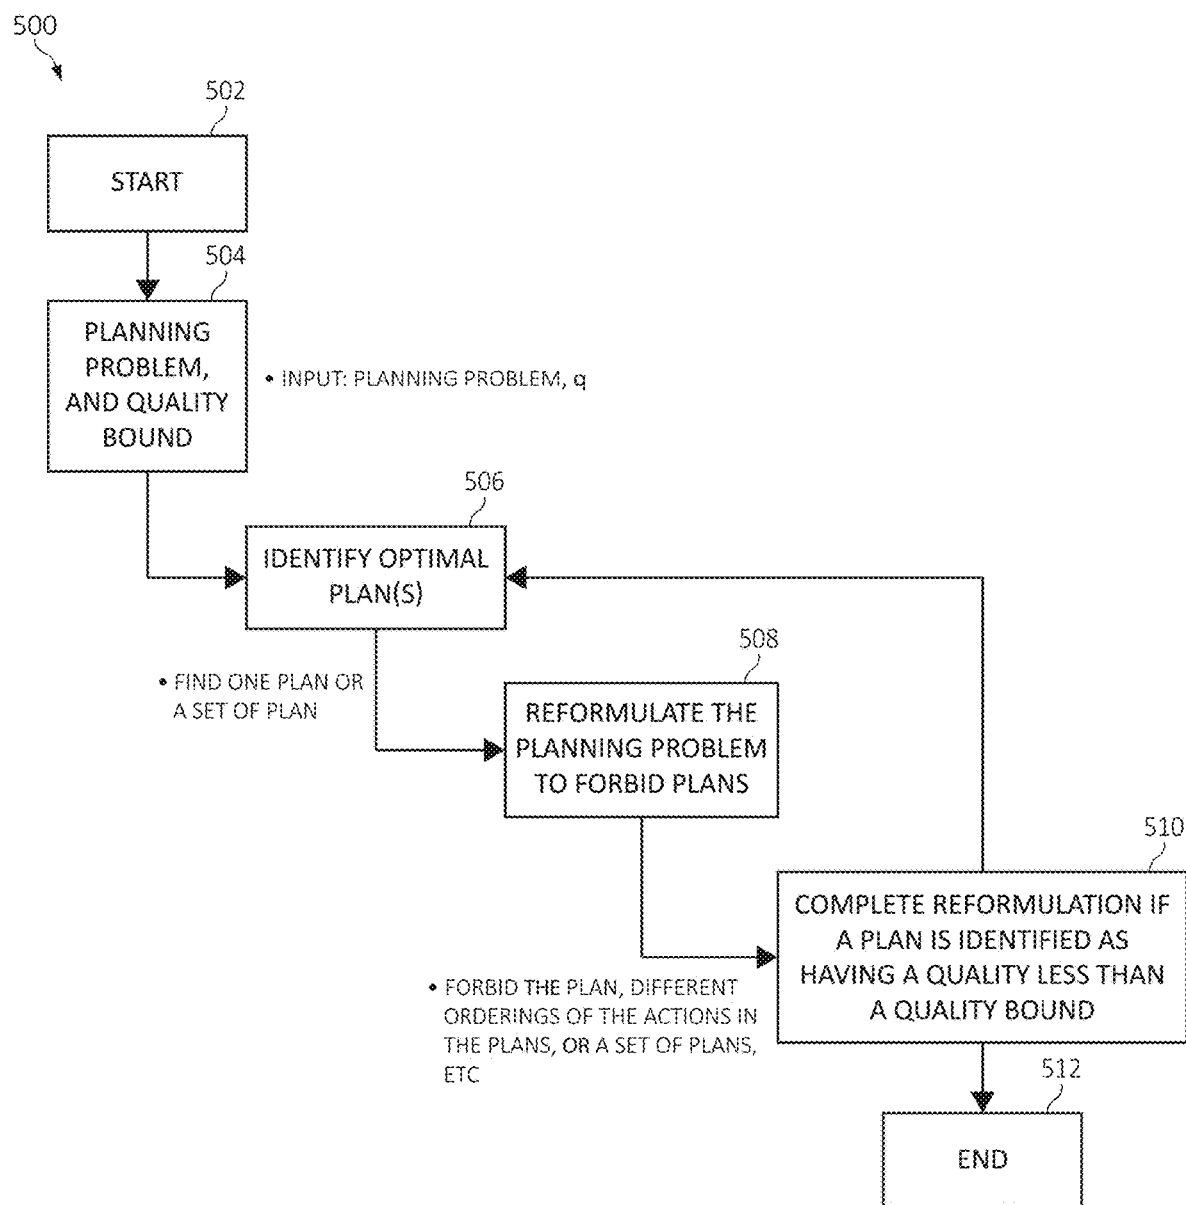 500
502
START
504
PLANNING
PROBLEM,
AND QUALITY
BOUND
• INPUT: PLANNING PROBLEM, q
506
IDENTIFY OPTIMAL
PLAN(S)
• FIND ONE PLAN OR
A SET OF PLAN
508
REFORMULATE THE
PLANNING PROBLEM
TO FORBID PLANS
510
COMPLETE REFORMULATION IF
A PLAN IS IDENTIFIED AS
HAVING A QUALITY LESS THAN
A QUALITY BOUND
• FORBID THE PLAN, DIFFERENT
ORDERINGS OF THE ACTIONS IN
THE PLANS, OR A SET OF PLANS,
ETC
512
END